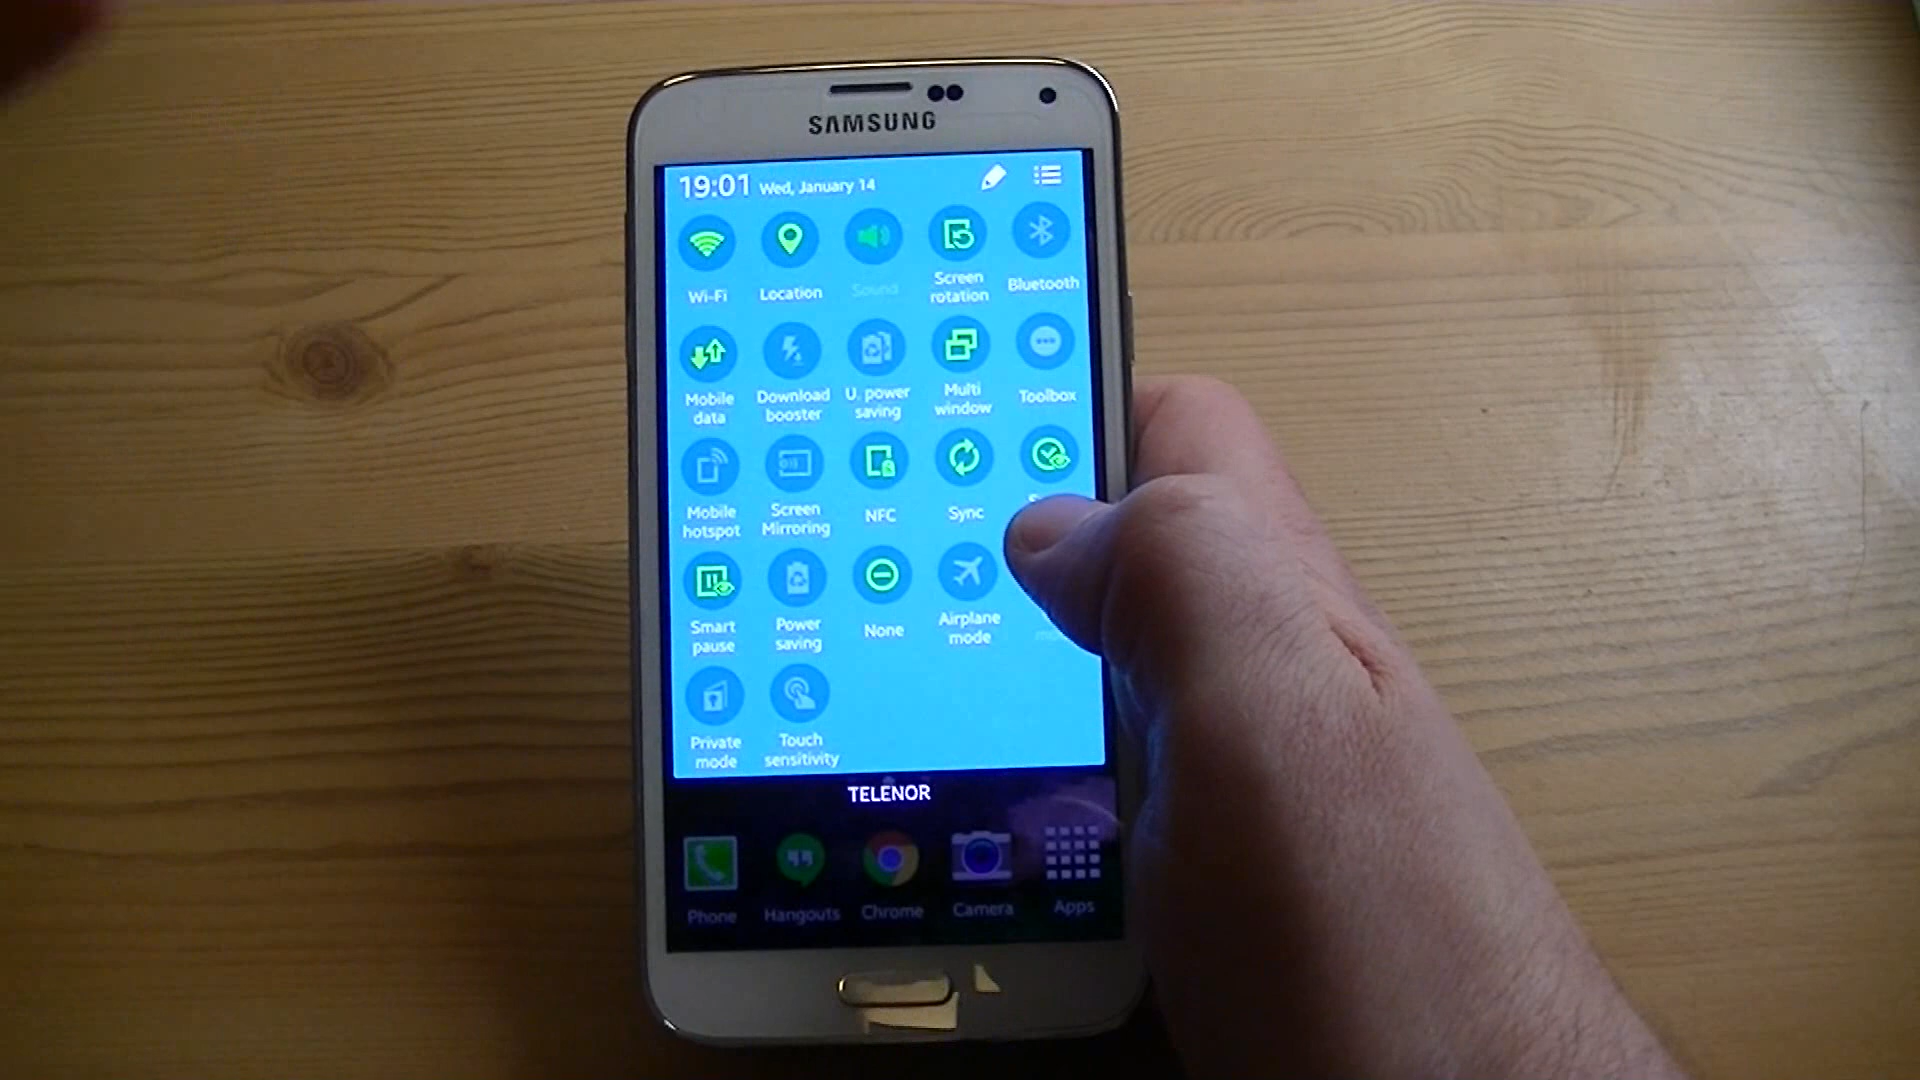 SAMSUNG
19:01 Wed, January 14
Wi-Fi Location Sound Screen rotation Bluetooth
Mobile data Download booster U. power saving Multi window Toolbox
Mobile hotspot Screen Mirroring NFC Sync
Smart pause Power saving None Airplane mode
Private mode Touch sensitivity
TELENOR
Phone Hangouts Chrome Camera Apps